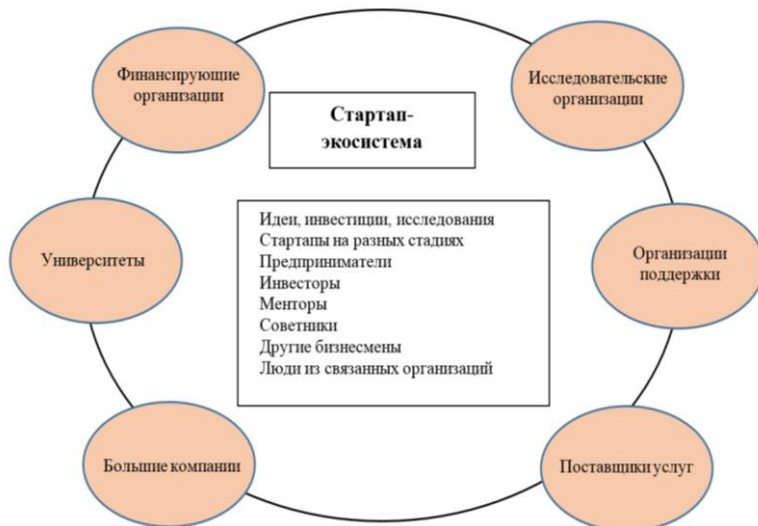 Финансирующие
организации
Исследовательские
организации
Стартап-
экосистема
Идеи, инвестиции, исследования
Стартапы на разных стадиях
Предприниматели
Инвесторы
Менторы
Советники
Другие бизнесмены
Люди из связанных организаций
Университеты
Организации
поддержки
Большие компании
Поставщики услуг